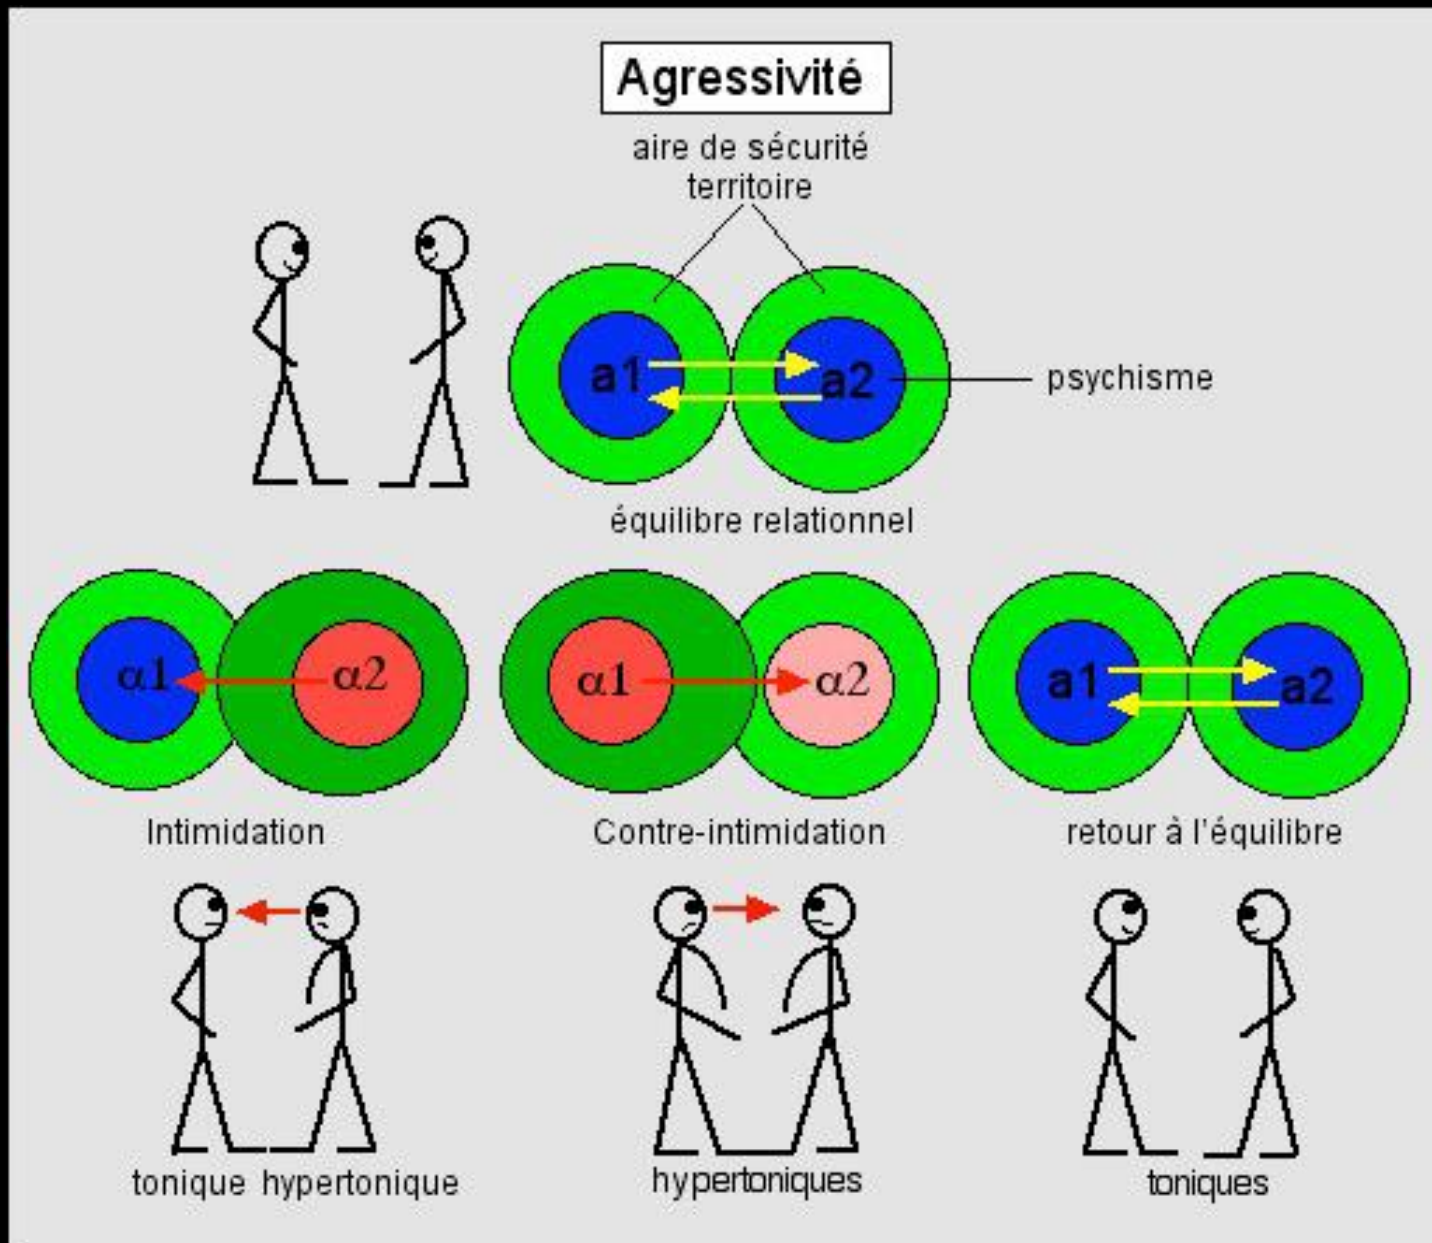 Agressivité
aire de sécurité
territoire
a1
a2
psychisme
équilibre relationnel
α1
α2
α1
α2
a1
a2
Intimidation
Contre-intimidation
retour à l'équilibre
tonique hypertonique
hypertoniques
toniques